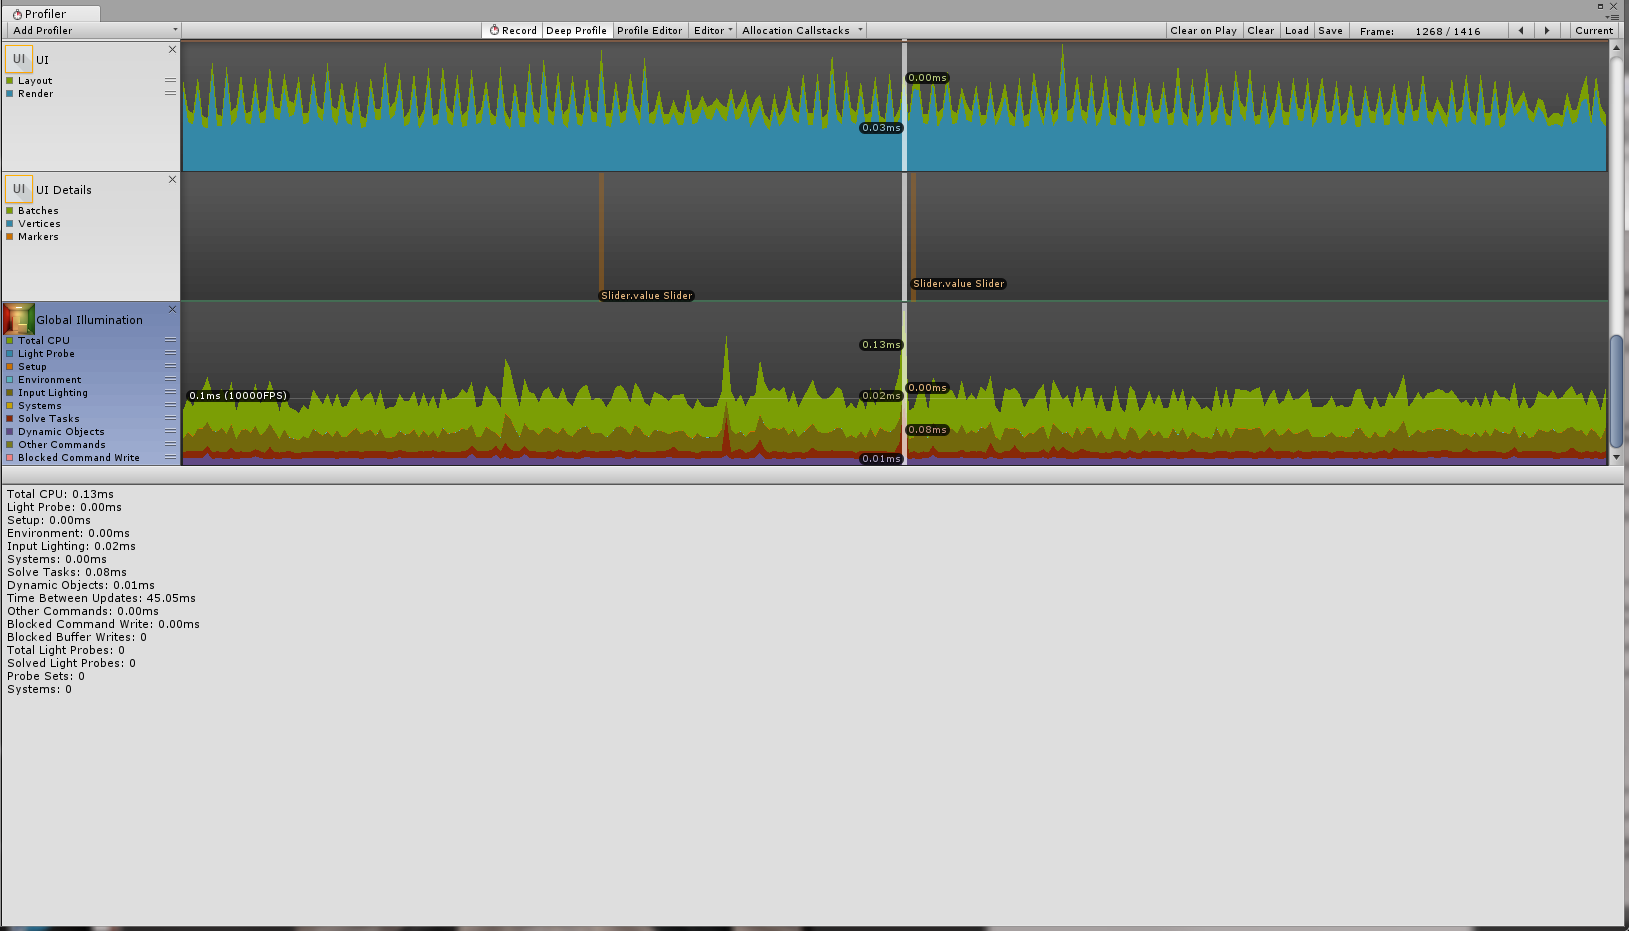 Profiler
Add Profiler
Record Deep Profile Profile Editor Editor Allocation Callstacks
Clear on Play Clear Load Save Frame: 1268 / 1416 Current
UI UI
Layout
Render
0.00ms
0.03ms
UI UI Details
Batches
Vertices
Markers
Slider.value Slider
Slider.value Slider
Global Illumination
Total CPU
Light Probe
Setup
Environment
Input Lighting
Systems
Solve Tasks
Dynamic Objects
Other Commands
Blocked Command Write
0.13ms
0.00ms
0.1ms (10000FPS)
0.02ms
0.08ms
0.01ms
Total CPU: 0.13ms
Light Probe: 0.00ms
Setup: 0.00ms
Environment: 0.00ms
Input Lighting: 0.02ms
Systems: 0.00ms
Solve Tasks: 0.08ms
Dynamic Objects: 0.01ms
Time Between Updates: 45.05ms
Other Commands: 0.00ms
Blocked Command Write: 0.00ms
Blocked Buffer Writes: 0
Total Light Probes: 0
Solved Light Probes: 0
Probe Sets: 0
Systems: 0